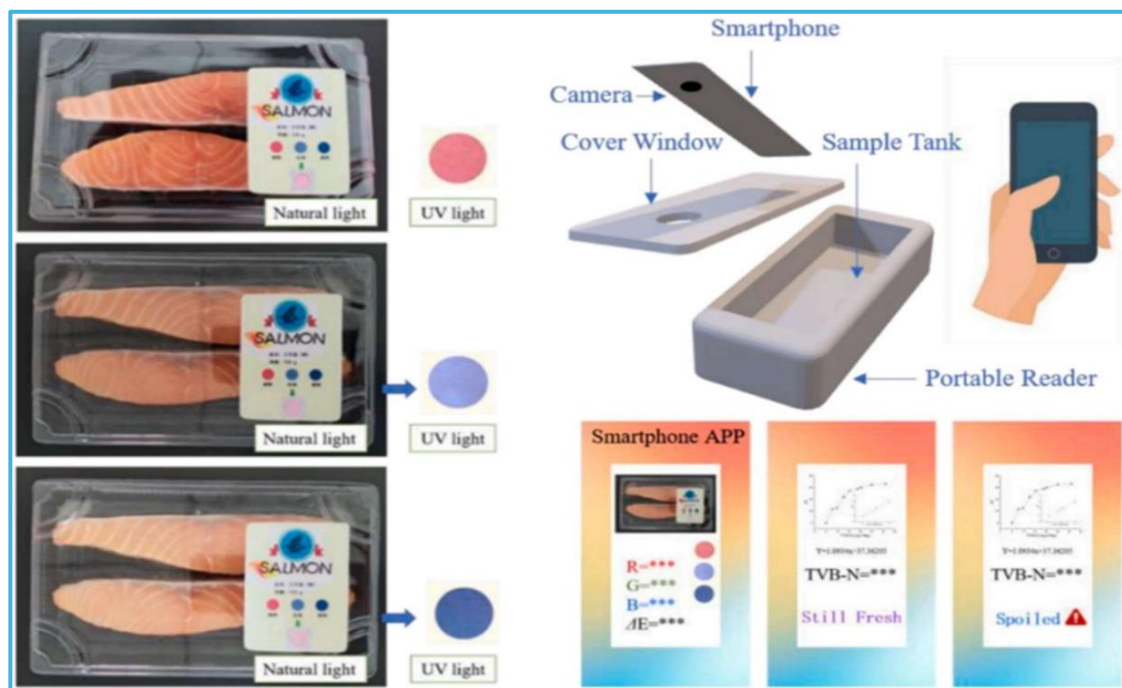 SALMON
Natural light
UV light
SALMON
Natural light
UV light
SALMON
Natural light
UV light
Smartphone
Camera
Cover Window
Sample Tank
Portable Reader
Smartphone APP
R=***
G=***
B=***
ΔE=***
TVB-N=***
Still Fresh
TVB-N=***
Spoiled